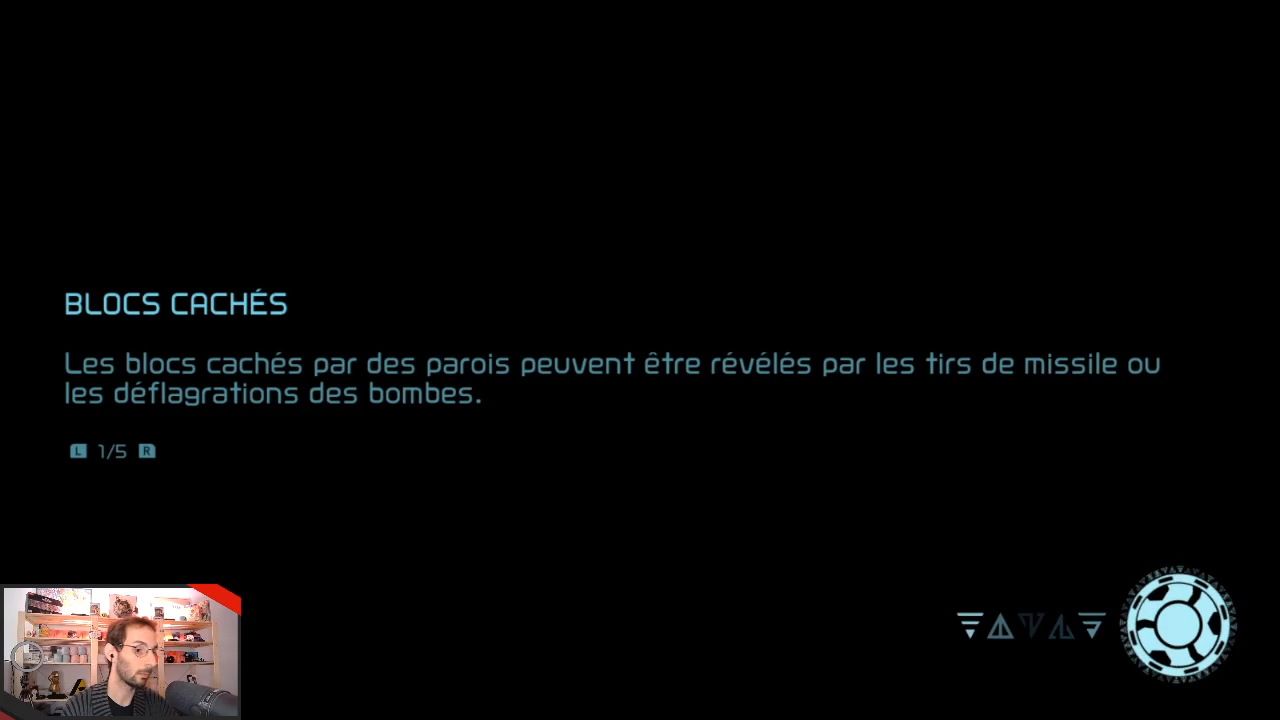 BLOCS CACHÉS
Les blocs cachés par des parois peuvent être révélés par les tirs de missile ou
les déflagrations des bombes.
L 1/5 R